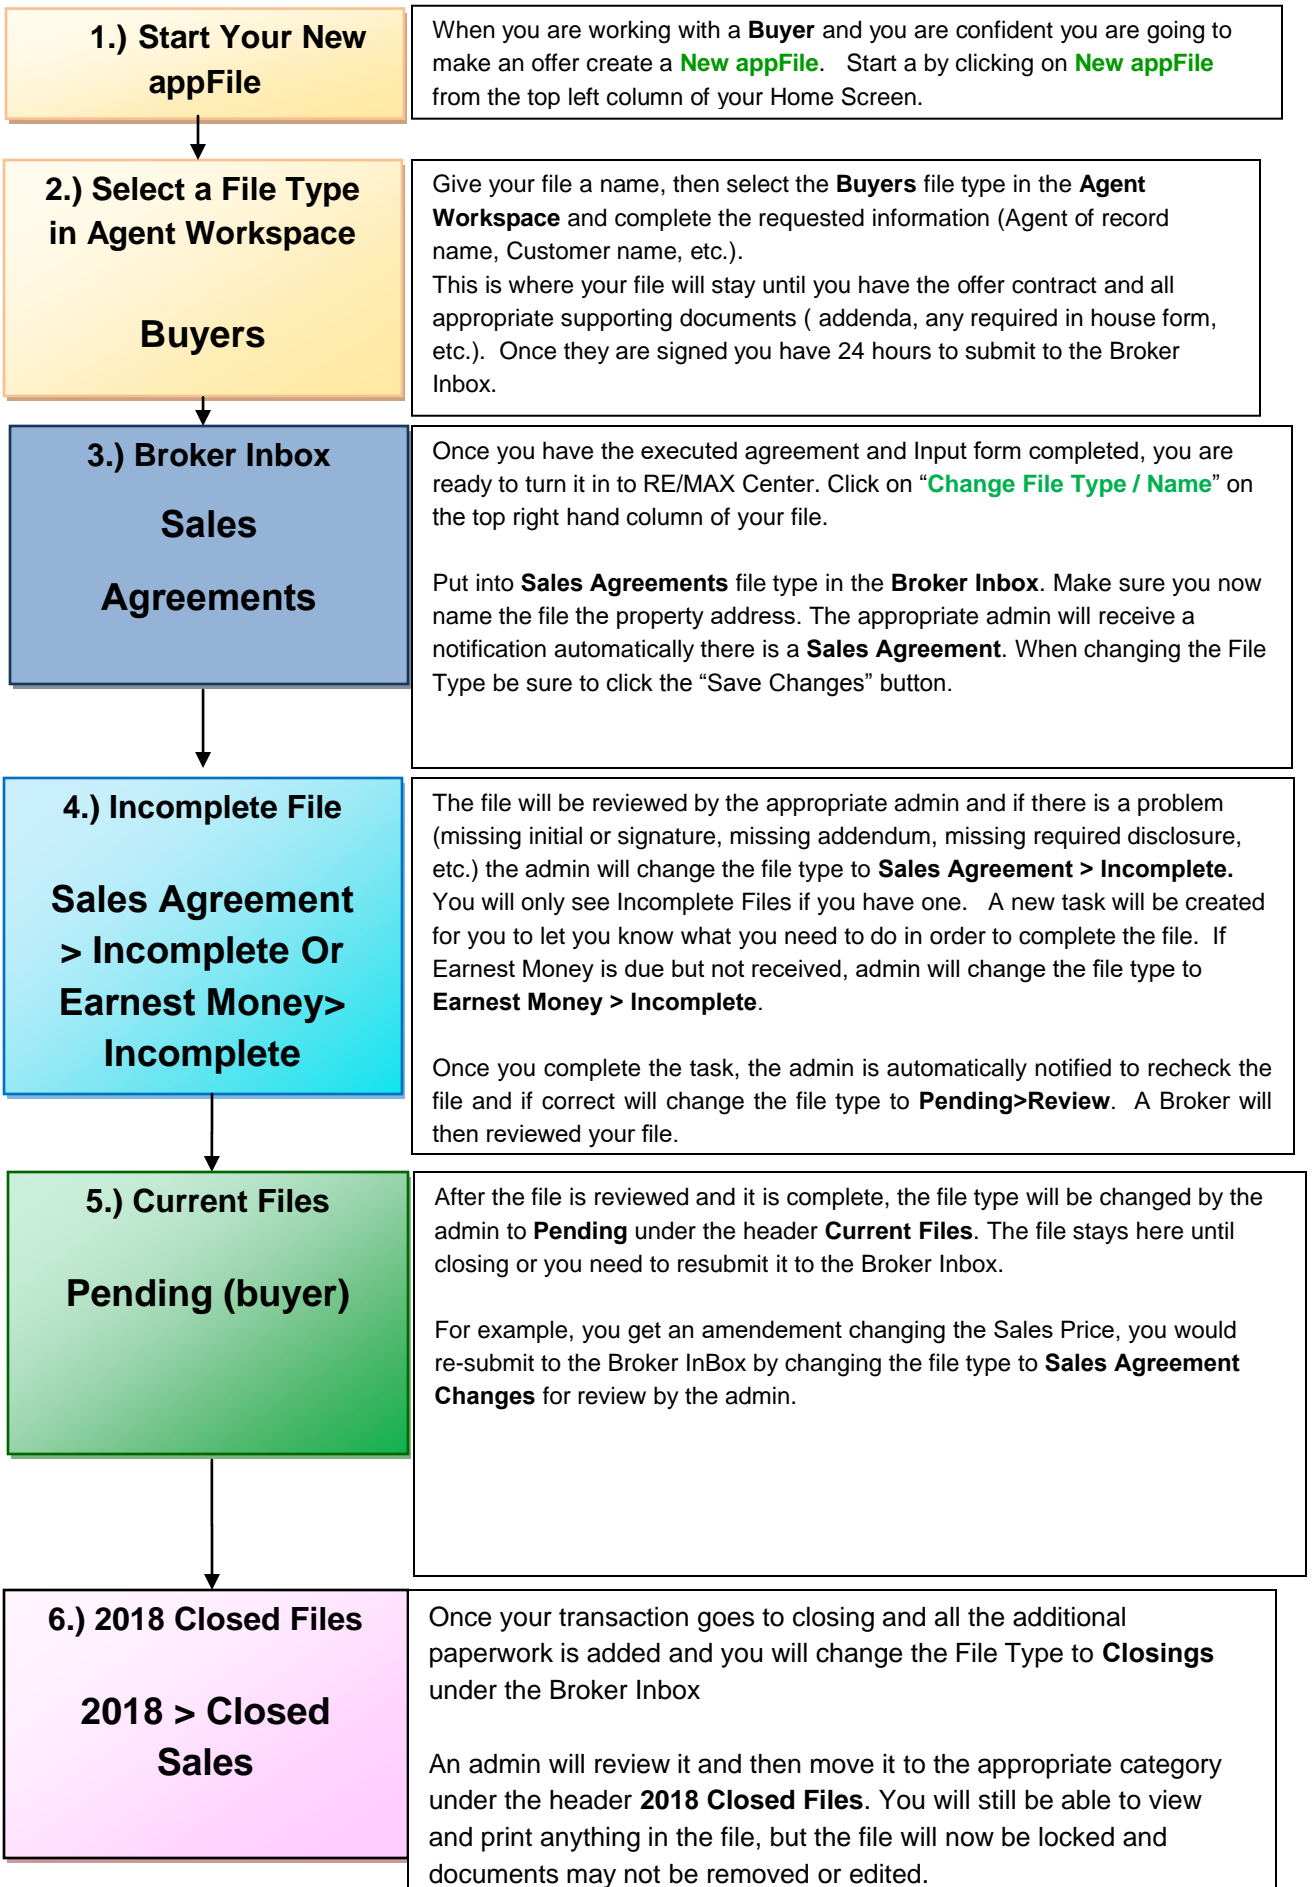 1.) Start Your New
appFile
When you are working with a Buyer and you are confident you are going to
make an offer create a New appFile.   Start a by clicking on New appFile
from the top left column of your Home Screen.
2.) Select a File Type
in Agent Workspace
Buyers
Give your file a name, then select the Buyers file type in the Agent
Workspace and complete the requested information (Agent of record
name, Customer name, etc.).
This is where your file will stay until you have the offer contract and all
appropriate supporting documents ( addenda, any required in house form,
etc.).  Once they are signed you have 24 hours to submit to the Broker
Inbox.
3.) Broker Inbox
Sales
Agreements
Once you have the executed agreement and Input form completed, you are
ready to turn it in to RE/MAX Center. Click on “Change File Type / Name” on
the top right hand column of your file.
Put into Sales Agreements file type in the Broker Inbox. Make sure you now
name the file the property address. The appropriate admin will receive a
notification automatically there is a Sales Agreement. When changing the File
Type be sure to click the “Save Changes” button.
4.) Incomplete File
Sales Agreement
> Incomplete Or
Earnest Money>
Incomplete
The file will be reviewed by the appropriate admin and if there is a problem
(missing initial or signature, missing addendum, missing required disclosure,
etc.) the admin will change the file type to Sales Agreement > Incomplete.
You will only see Incomplete Files if you have one.   A new task will be created
for you to let you know what you need to do in order to complete the file.  If
Earnest Money is due but not received, admin will change the file type to
Earnest Money > Incomplete.
Once you complete the task, the admin is automatically notified to recheck the
file and if correct will change the file type to Pending>Review.  A Broker will
then reviewed your file.
5.) Current Files
Pending (buyer)
After the file is reviewed and it is complete, the file type will be changed by the
admin to Pending under the header Current Files. The file stays here until
closing or you need to resubmit it to the Broker Inbox.
For example, you get an amendement changing the Sales Price, you would
re-submit to the Broker InBox by changing the file type to Sales Agreement
Changes for review by the admin.
6.) 2018 Closed Files
2018 > Closed
Sales
Once your transaction goes to closing and all the additional
paperwork is added and you will change the File Type to Closings
under the Broker Inbox
An admin will review it and then move it to the appropriate category
under the header 2018 Closed Files. You will still be able to view
and print anything in the file, but the file will now be locked and
documents may not be removed or edited.